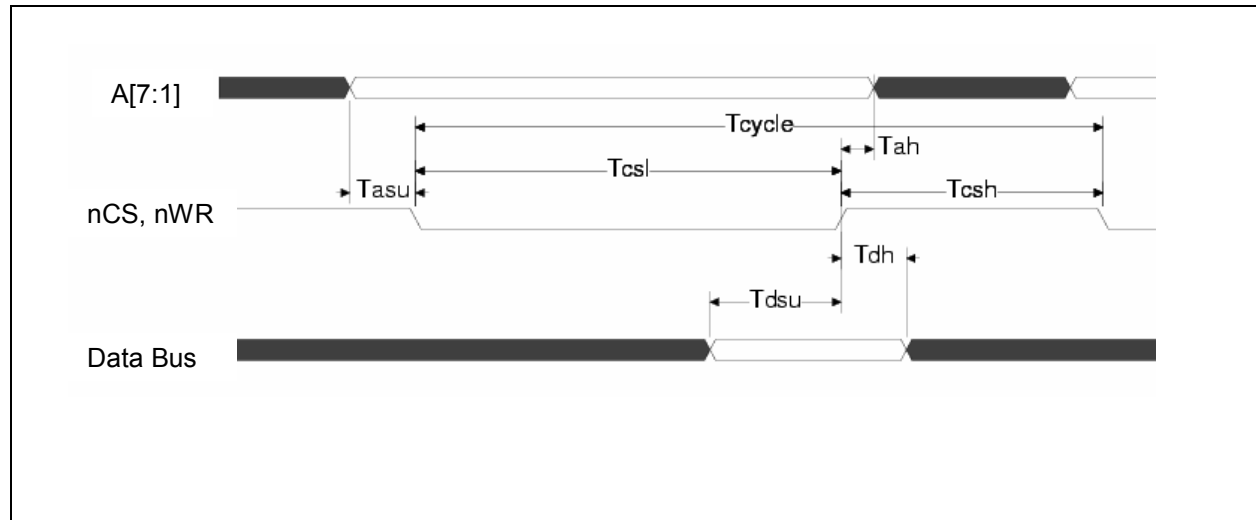 A[7:1]
Tcycle
Tah
Tcsl
Tasu
Tcsh
nCS, nWR
Tdh
Tdsu
Data Bus